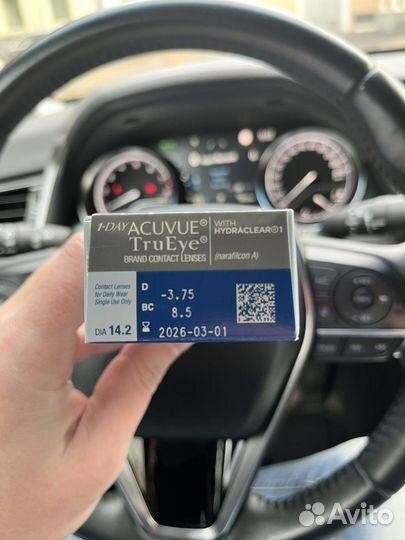 1-DAY ACUVUE®
TruEye®
BRAND CONTACT LENSES
WITH
HYDRACLEAR®1
(narafilcon A)
Contact Lenses
for Daily Wear
Single Use Only
DIA 14.2
D -3.75
BC 8.5
2026-03-01
Avito